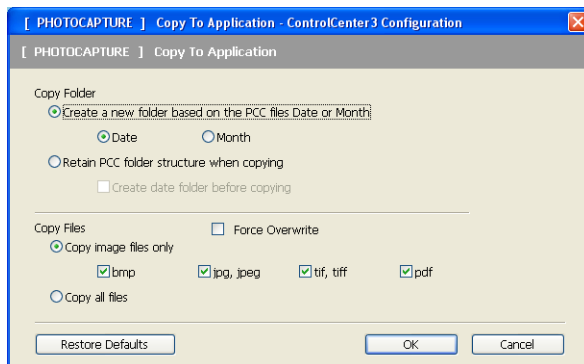 [ PHOTOCAPTURE ] Copy To Application - ControlCenter3 Configuration
[ PHOTOCAPTURE ] Copy To Application
Copy Folder
Create a new folder based on the PCC files Date or Month
Date Month
Retain PCC folder structure when copying
Create date folder before copying
Copy Files Force Overwrite
Copy image files only
bmp jpg, jpeg tif, tiff pdf
Copy all files
Restore Defaults OK Cancel